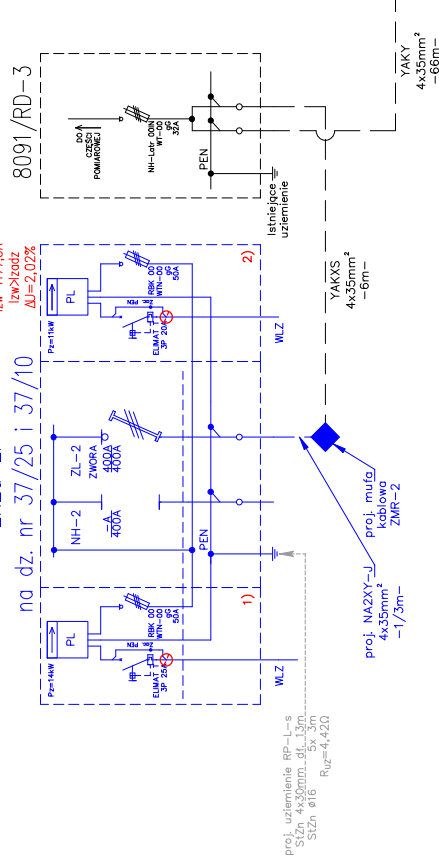 8091/RD-3
DO
CZĘŚCI
POMIAROWEJ
NH-Latr 00IN
WT-00
gG
32A
PEN
Istniejące
uziemienie
YAKY
4x35mm²
-66m-
YAKXS
4x35mm²
-6m-
ΔU=2,02%
na dz. nr 37/25 i 37/10
Pz=11kW
PL
RBK 00
WTN-00
gG
50A
ELIMAT
3P 20A
2)
WLZ
ZL-2
ZWORA
400A
400A
NH-2
-A
400A
PEN
Pz=14kW
PL
RBK 00
WTN-00
gG
50A
ELIMAT
3P 25A
1)
WLZ
proj. mufa
kablowa
ZMR-2
proj. NA2XY-J
4x35mm²
-1/3m-
proj. uziemienie RP-L-s
StZn 4x30mm dł. 13m
StZn ø16 5x 3m
Ruz=4,42Ω